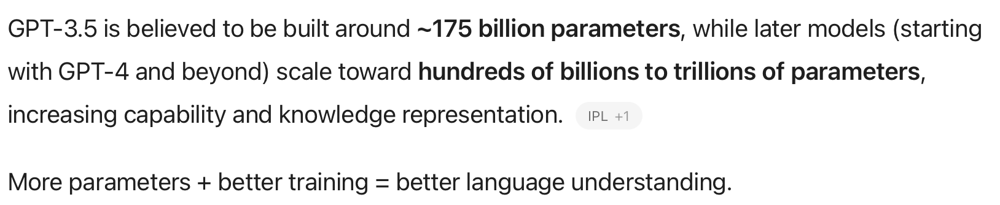 GPT-3.5 is believed to be built around ~175 billion parameters, while later models (starting
with GPT-4 and beyond) scale toward hundreds of billions to trillions of parameters,
increasing capability and knowledge representation. IPL +1
More parameters + better training = better language understanding.